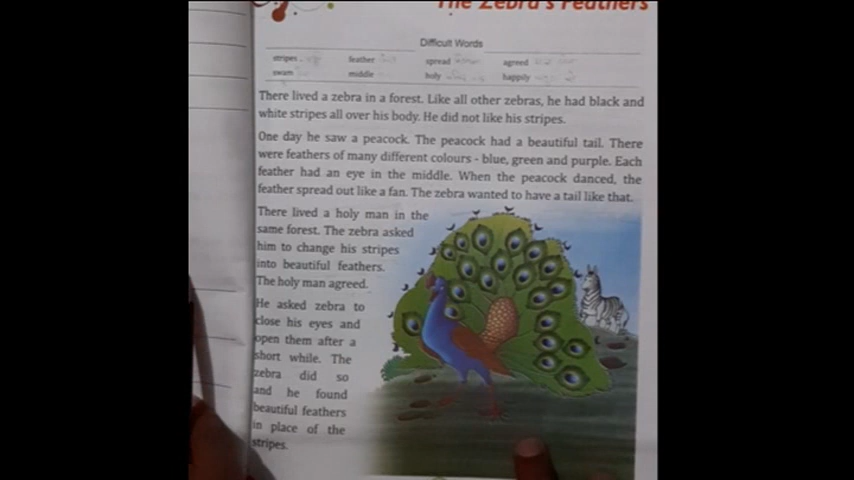 The Zebra's Feathers
Difficult Words
stripes feather spread agreed
swam middle holy happily
There lived a zebra in a forest. Like all other zebras, he had black and
white stripes all over his body. He did not like his stripes.
One day he saw a peacock. The peacock had a beautiful tail. There
were feathers of many different colours - blue, green and purple. Each
feather had an eye in the middle. When the peacock danced, the
feather spread out like a fan. The zebra wanted to have a tail like that.
There lived a holy man in the
same forest. The zebra asked
him to change his stripes
into beautiful feathers.
The holy man agreed.
He asked zebra to
close his eyes and
open them after a
short while. The
zebra did so
and he found
beautiful feathers
in place of the
stripes.